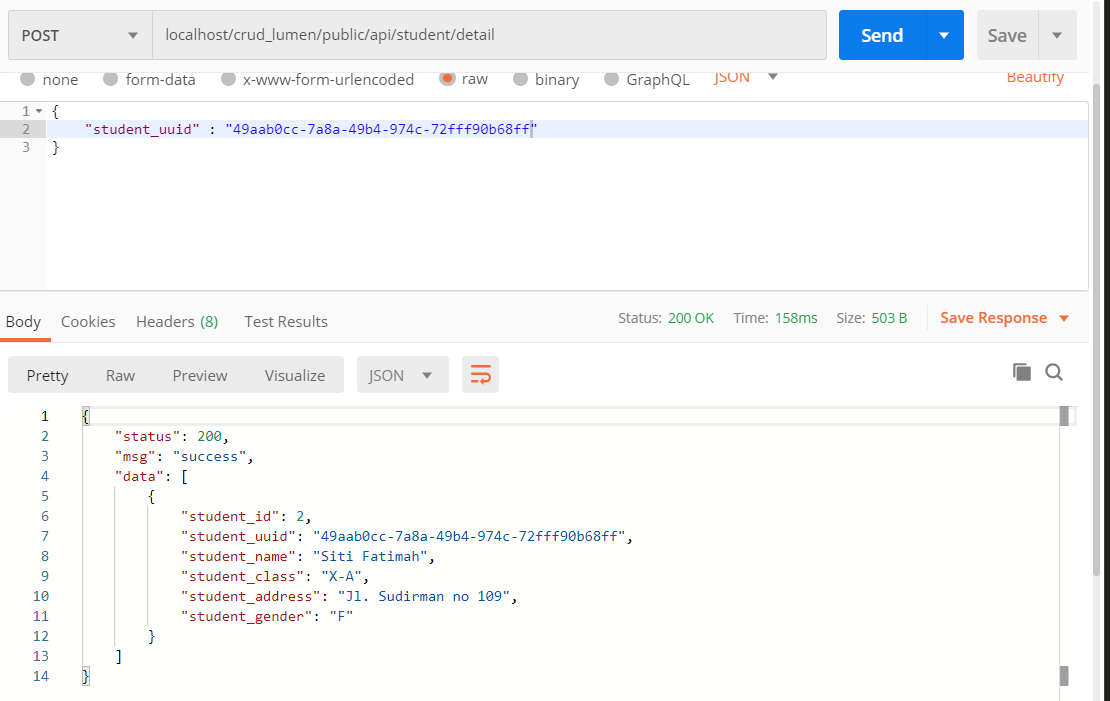 POST localhost/crud_lumen/public/api/student/detail Send Save
none form-data x-www-form-urlencoded raw binary GraphQL JSON Beautify
1 {
2 "student_uuid" : "49aab0cc-7a8a-49b4-974c-72fff90b68ff"
3 }
Body Cookies Headers (8) Test Results Status: 200 OK Time: 158ms Size: 503 B Save Response
Pretty Raw Preview Visualize JSON
1 {
2 "status": 200,
3 "msg": "success",
4 "data": [
5 {
6 "student_id": 2,
7 "student_uuid": "49aab0cc-7a8a-49b4-974c-72fff90b68ff",
8 "student_name": "Siti Fatimah",
9 "student_class": "X-A",
10 "student_address": "Jl. Sudirman no 109",
11 "student_gender": "F"
12 }
13 ]
14 }